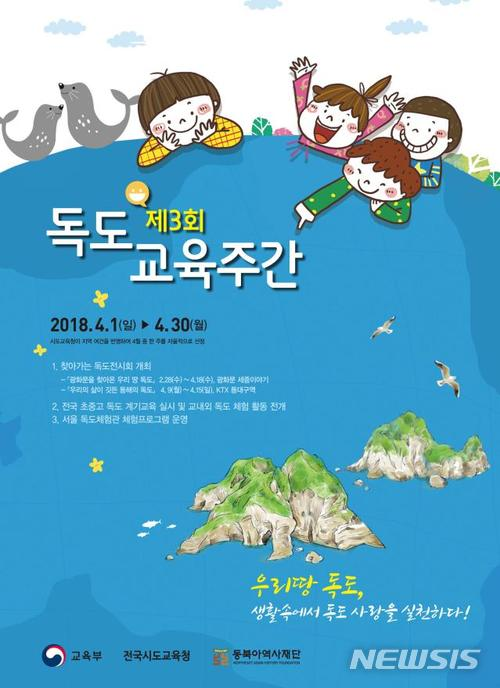 제3회
독도
교육주간
2018.4.1(일) ▶ 4.30(월)
시도교육청이 지역 여건을 반영하여 4월 중 한 주를 자율적으로 선정
1. 찾아가는 독도전시회 개최
-「광화문을 찾아온 우리 땅 독도」 2.28(수)~4.18(수), 광화문 세종이야기
-「우리의 삶이 깃든 동해의 독도」 4. 9(월)~4.15(일), KTX 동대구역
2. 전국 초중고 독도 계기교육 실시 및 교내외 독도 체험 활동 전개
3. 서울 독도체험관 체험프로그램 운영
우리땅 독도,
생활속에서 독도 사랑을 실천하다!
교육부 전국시도교육청 동북아역사재단
NORTHEAST ASIAN HISTORY FOUNDATION
NEWSIS